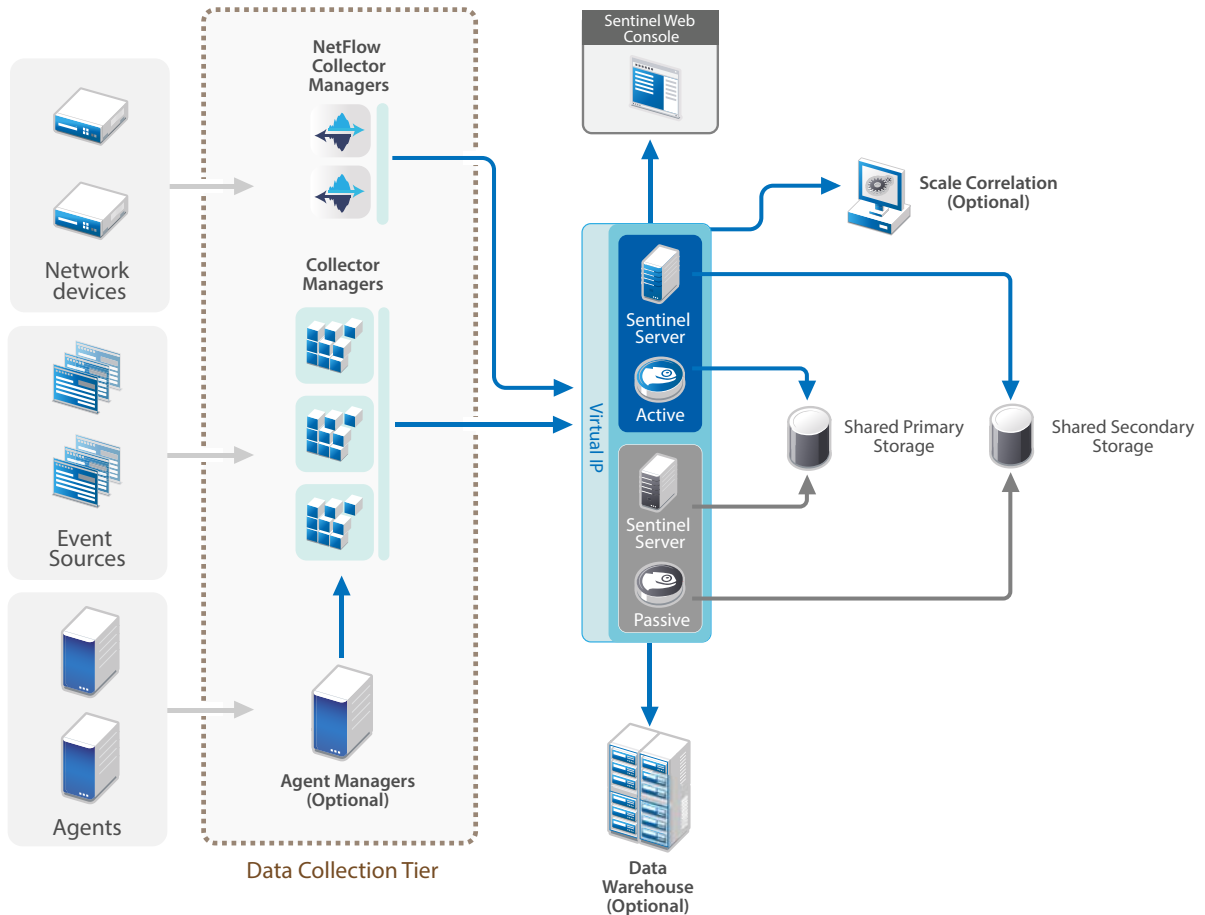 Sentinel Web
Console
NetFlow
Collector
Managers
Network
devices
Scale Correlation
(Optional)
Collector
Managers
Sentinel
Server
Active
Virtual IP
Shared Primary
Storage
Shared Secondary
Storage
Event
Sources
Sentinel
Server
Passive
Agent Managers
(Optional)
Agents
Data Collection Tier
Data
Warehouse
(Optional)